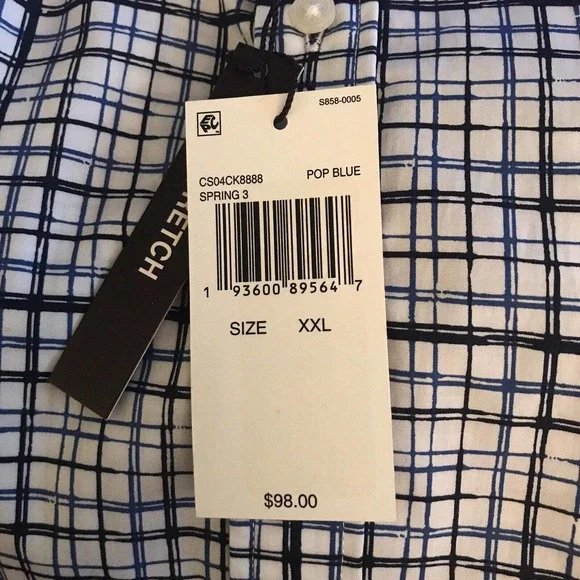 S858-0005
CS04CK8888 POP BLUE
SPRING 3
1 93600 89564 7
SIZE XXL
$98.00
RETCH